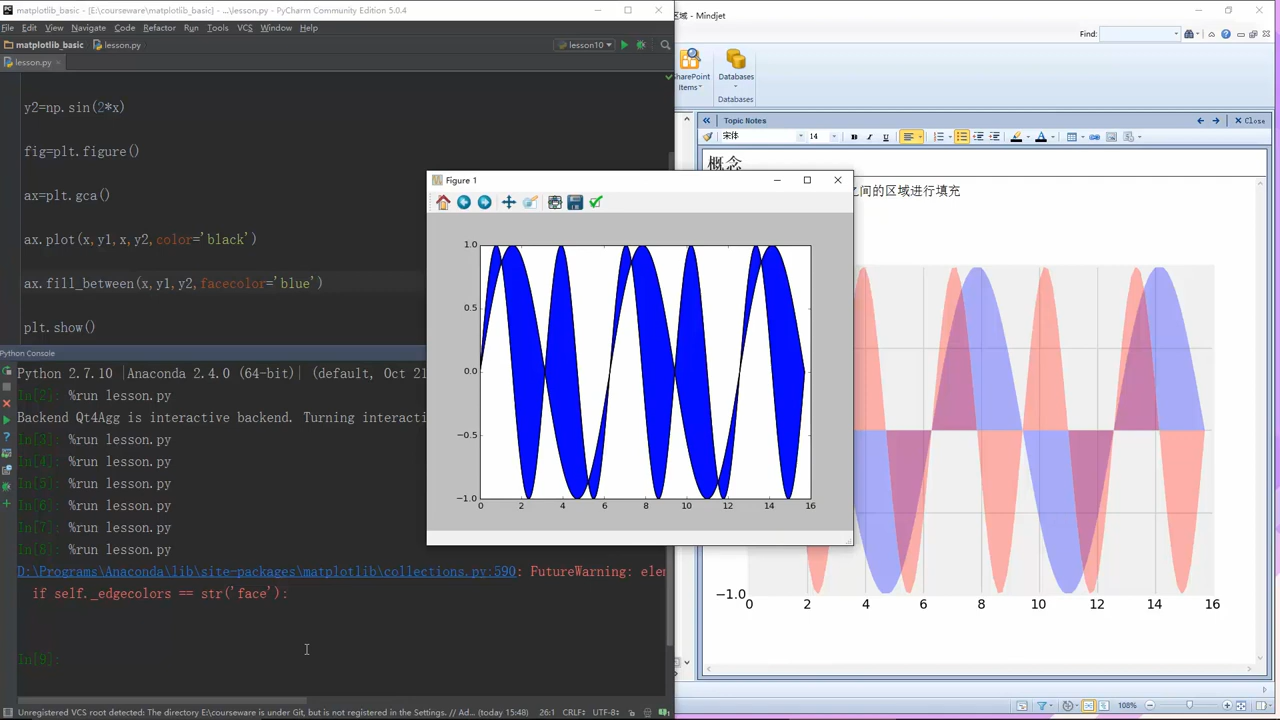 matplotlib_basic - [E:\courseware\matplotlib_basic] - ...\lesson.py - PyCharm Community Edition 5.0.4
File Edit View Navigate Code Refactor Run Tools VCS Window Help
matplotlib_basic lesson.py
lesson10
lesson.py
y2=np.sin(2*x)
fig=plt.figure()
ax=plt.gca()
ax.plot(x,y1,x,y2,color='black')
ax.fill_between(x,y1,y2,facecolor='blue')
plt.show()
Python Console
Python 2.7.10 |Anaconda 2.4.0 (64-bit)| (default, Oct 21
In[2]: %run lesson.py
Backend Qt4Agg is interactive backend. Turning interacti
In[3]: %run lesson.py
In[4]: %run lesson.py
In[5]: %run lesson.py
In[6]: %run lesson.py
In[7]: %run lesson.py
In[8]: %run lesson.py
D:\Programs\Anaconda\lib\site-packages\matplotlib\collections.py:590: FutureWarning: elem
if self._edgecolors == str('face'):
In[9]:
Unregistered VCS root detected: The directory E:\courseware is under Git, but is not registered in the Settings. // Ad... (today 15:48) 26:1 CRLF UTF-8
Figure 1
1.0
0.5
0.0
−0.5
−1.0
0 2 4 6 8 10 12 14 16
区域 - Mindjet
Find:
SharePoint Items
Databases
Databases
Topic Notes
Close
宋体 14
概念
之间的区域进行填充
−1.0
0 2 4 6 8 10 12 14 16
108%